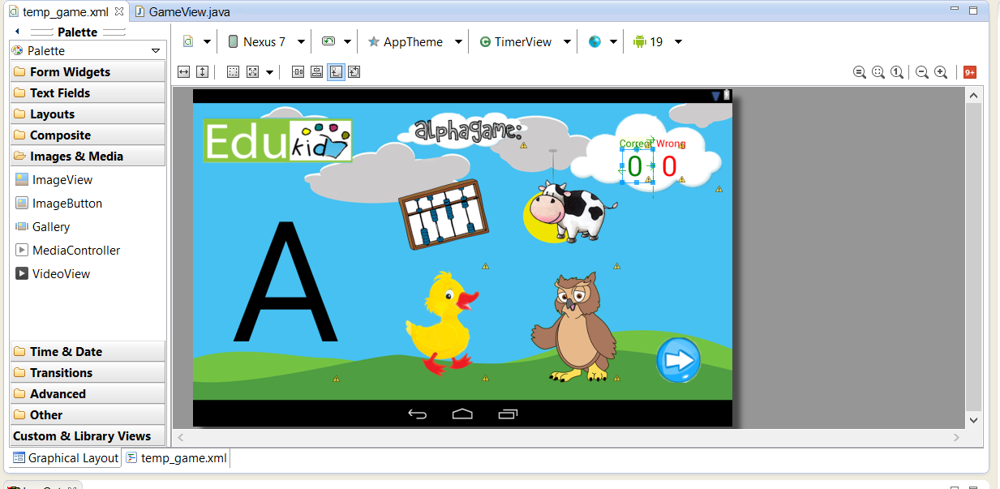 temp_game.xml GameView.java
Palette
Palette
Form Widgets
Text Fields
Layouts
Composite
Images & Media
ImageView
ImageButton
Gallery
MediaController
VideoView
Time & Date
Transitions
Advanced
Other
Custom & Library Views
Graphical Layout temp_game.xml
Nexus 7 AppTheme TimerView 19
1 9+
Edu kid
alphagame:
Correct Wrong
0 0
A